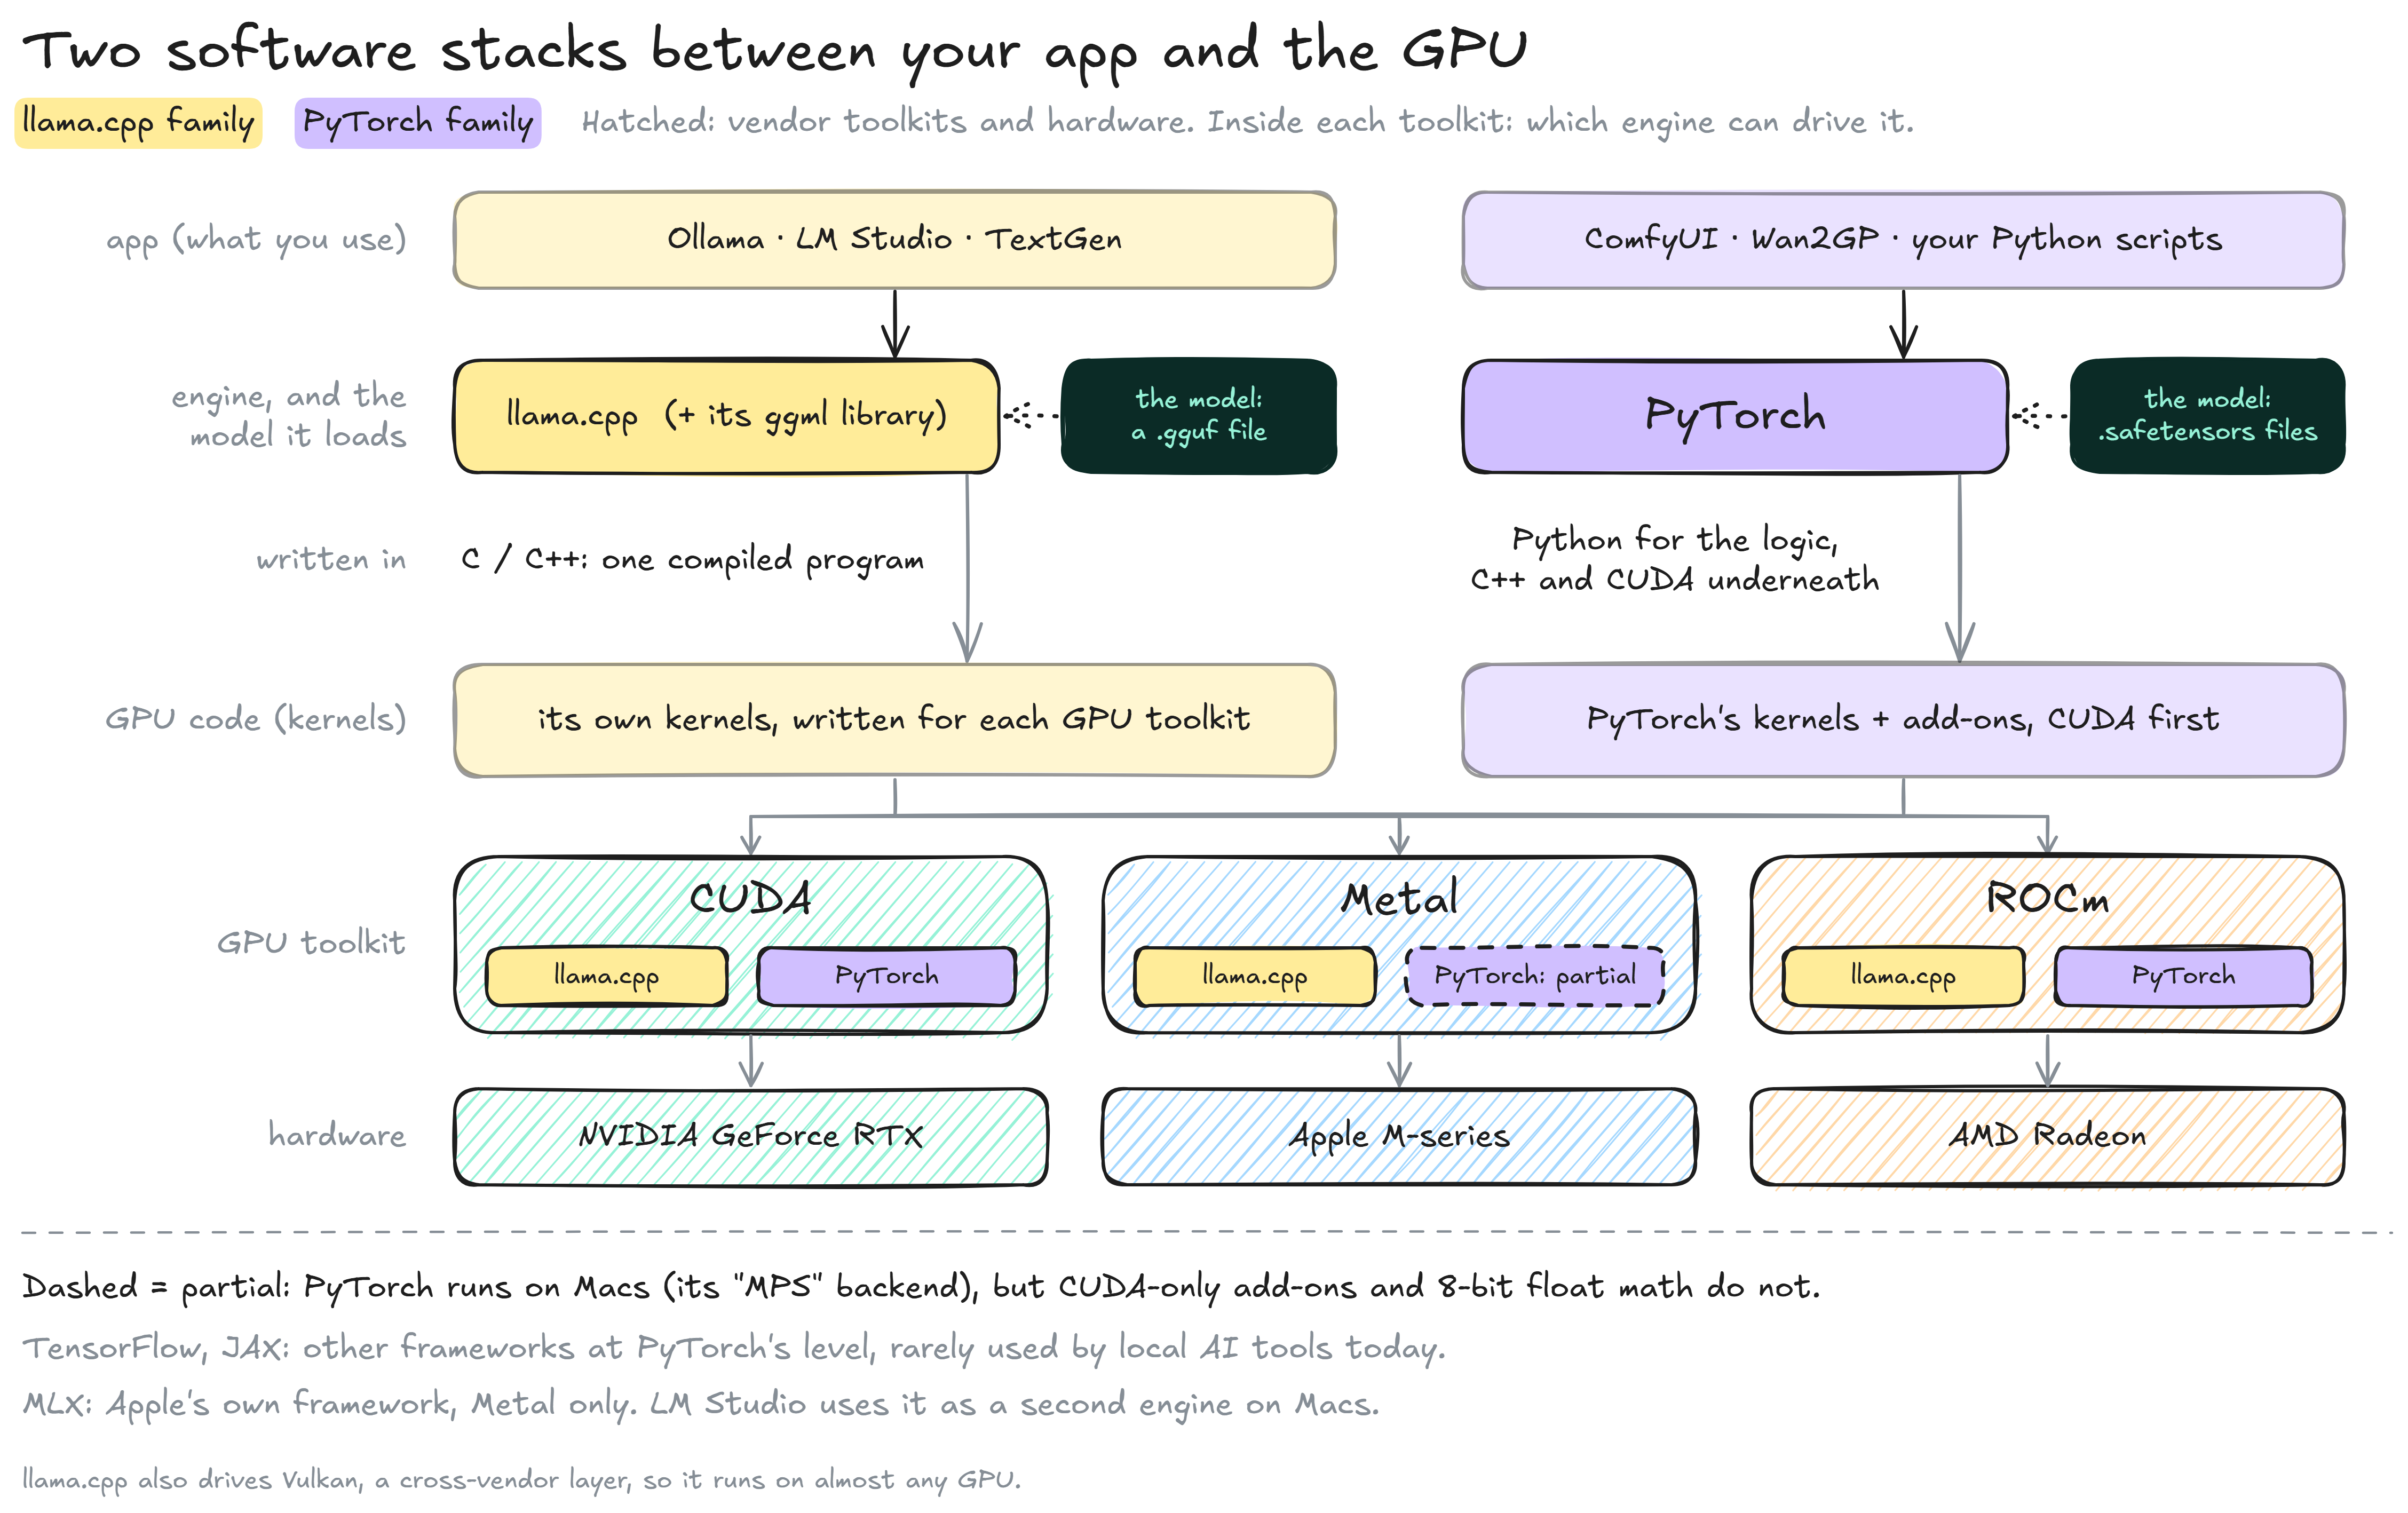 Two software stacks between your app and the GPU
llama.cpp family
PyTorch family
Hatched: vendor toolkits and hardware. Inside each toolkit: which engine can drive it.
app (what you use)
Ollama · LM Studio · TextGen
ComfyUI · Wan2GP · your Python scripts
engine, and the
model it loads
llama.cpp (+ its ggml library)
the model:
a .gguf file
PyTorch
the model:
.safetensors files
written in
C / C++: one compiled program
Python for the logic,
C++ and CUDA underneath
GPU code (kernels)
its own kernels, written for each GPU toolkit
PyTorch's kernels + add-ons, CUDA first
GPU toolkit
CUDA
llama.cpp
PyTorch
Metal
llama.cpp
PyTorch: partial
ROCm
llama.cpp
PyTorch
hardware
NVIDIA GeForce RTX
Apple M-series
AMD Radeon
Dashed = partial: PyTorch runs on Macs (its "MPS" backend), but CUDA-only add-ons and 8-bit float math do not.
TensorFlow, JAX: other frameworks at PyTorch's level, rarely used by local AI tools today.
MLX: Apple's own framework, Metal only. LM Studio uses it as a second engine on Macs.
llama.cpp also drives Vulkan, a cross-vendor layer, so it runs on almost any GPU.